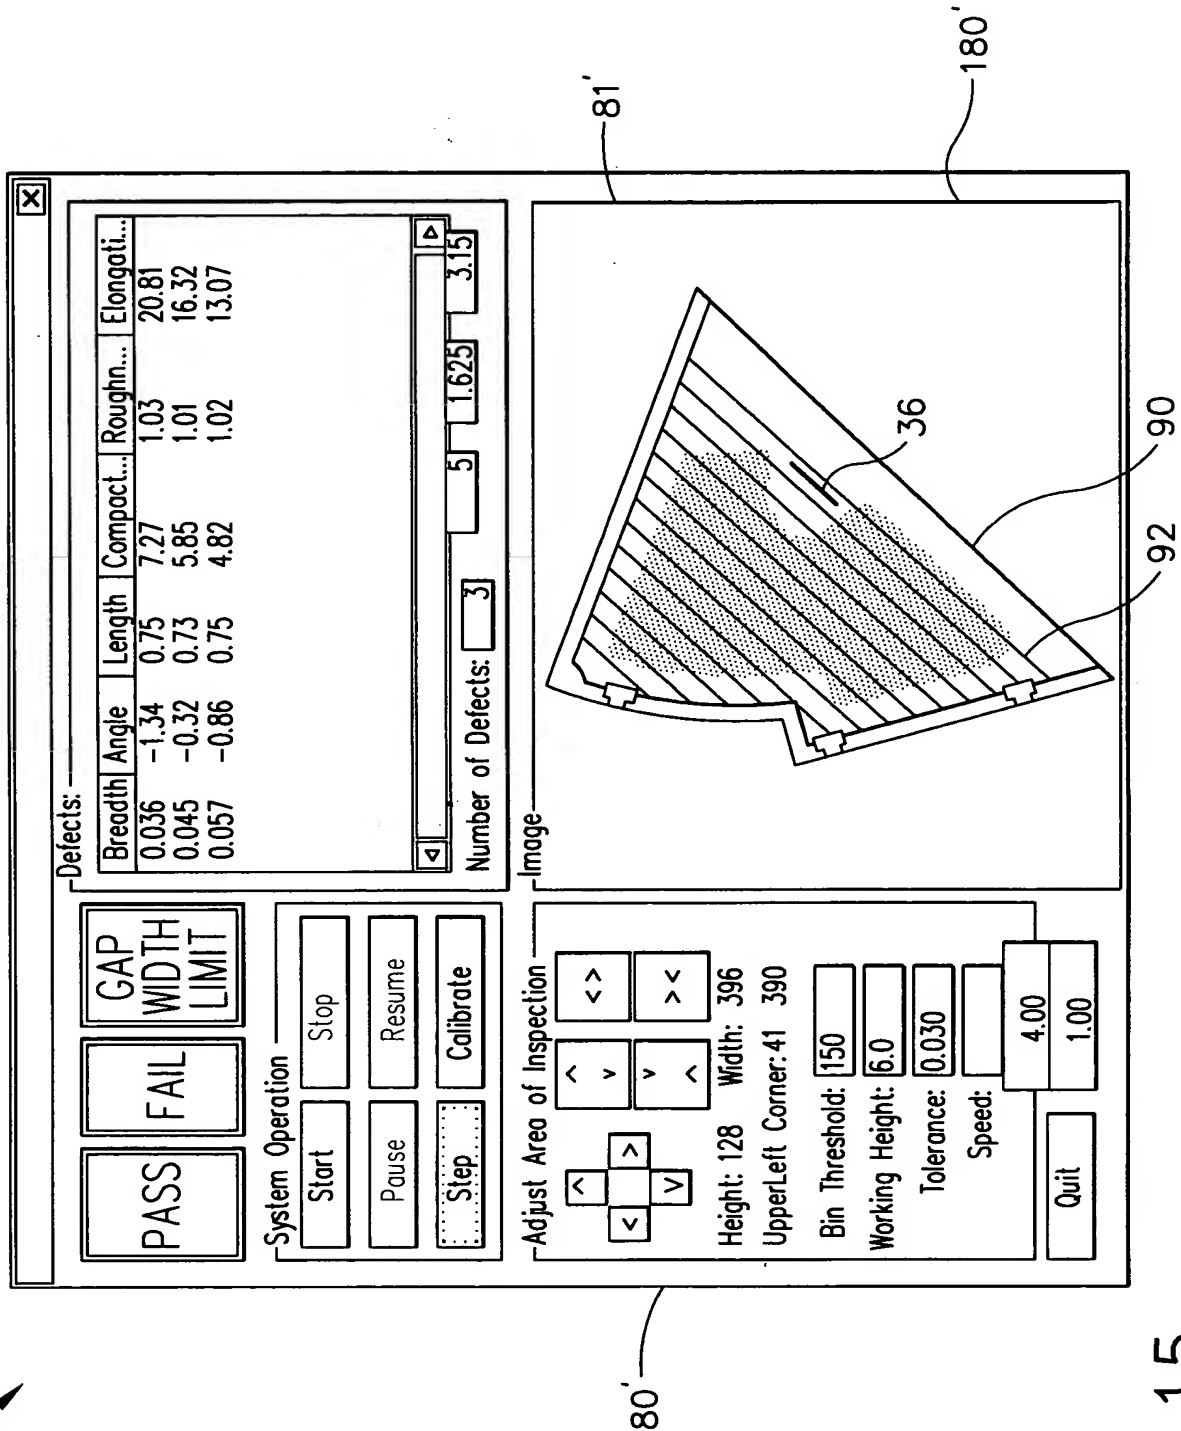 PASS
FAIL
GAP
WIDTH
LIMIT
System Operation
Start
Stop
Pause
Resume
Step
Calibrate
Defects:
Breadth Angle Length Compact... Roughn... Elongati...
0.036 -1.34 0.75 7.27 1.03 20.81
0.045 -0.32 0.73 5.85 1.01 16.32
0.057 -0.86 0.75 4.82 1.02 13.07
Number of Defects: 3 5 1.625 3.15
Adjust Area of Inspection
^
< >
v
^
v
v
^
< >
> <
Height: 128 Width: 396
UpperLeft Corner: 41 390
Bin Threshold: 150
Working Height: 6.0
Tolerance: 0.030
Speed:
4.00
1.00
Quit
Image
36
80'
81'
180'
92
90
15